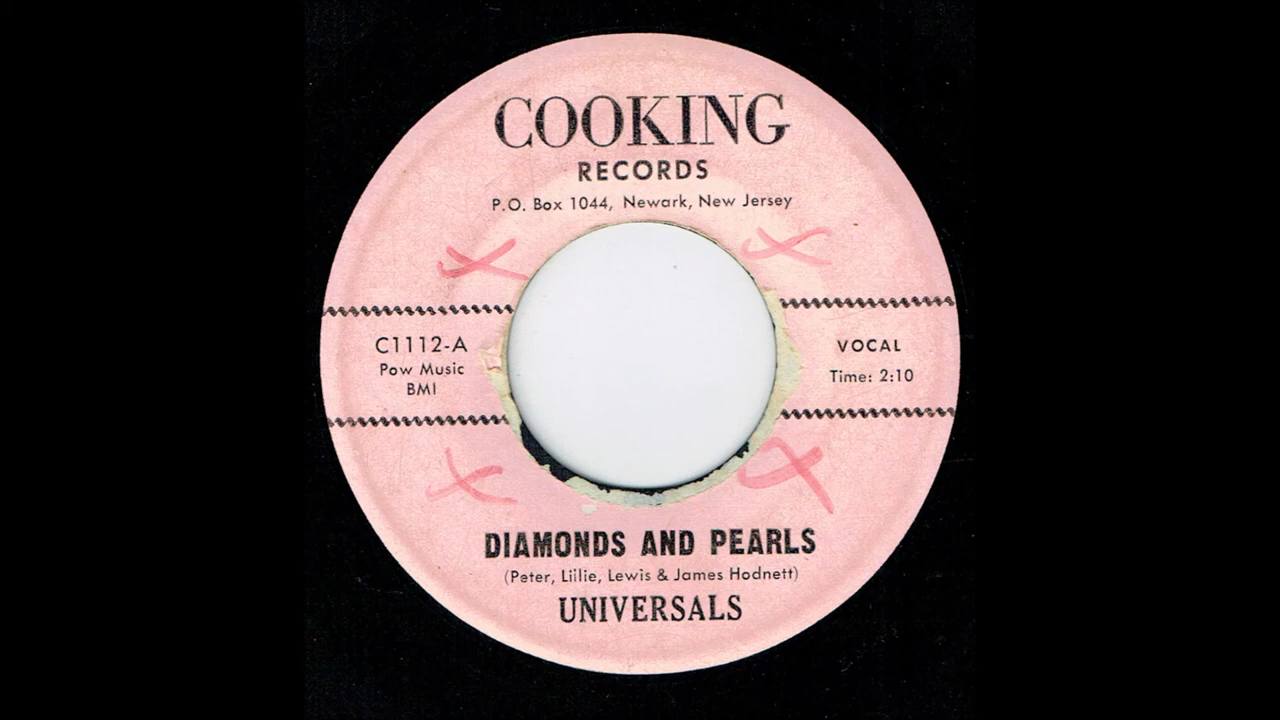 COOKING
RECORDS
P.O. Box 1044, Newark, New Jersey
C1112-A
Pow Music
BMI
VOCAL
Time: 2:10
DIAMONDS AND PEARLS
(Peter, Lillie, Lewis & James Hodnett)
UNIVERSALS